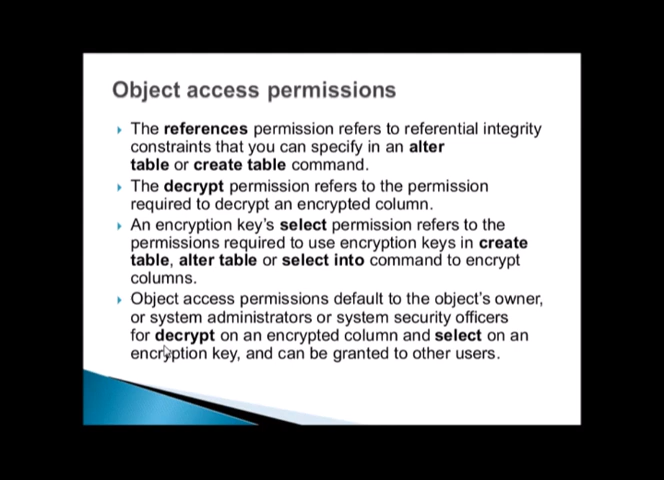 Object access permissions
The references permission refers to referential integrity
constraints that you can specify in an alter
table or create table command.
The decrypt permission refers to the permission
required to decrypt an encrypted column.
An encryption key's select permission refers to the
permissions required to use encryption keys in create
table, alter table or select into command to encrypt
columns.
Object access permissions default to the object's owner,
or system administrators or system security officers
for decrypt on an encrypted column and select on an
encryption key, and can be granted to other users.